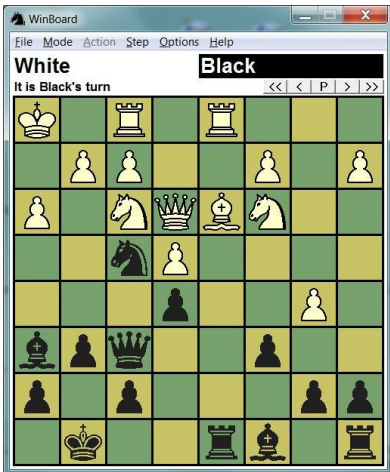 WinBoard
File Mode Action Step Options Help
White Black
It is Black's turn << < P > >>